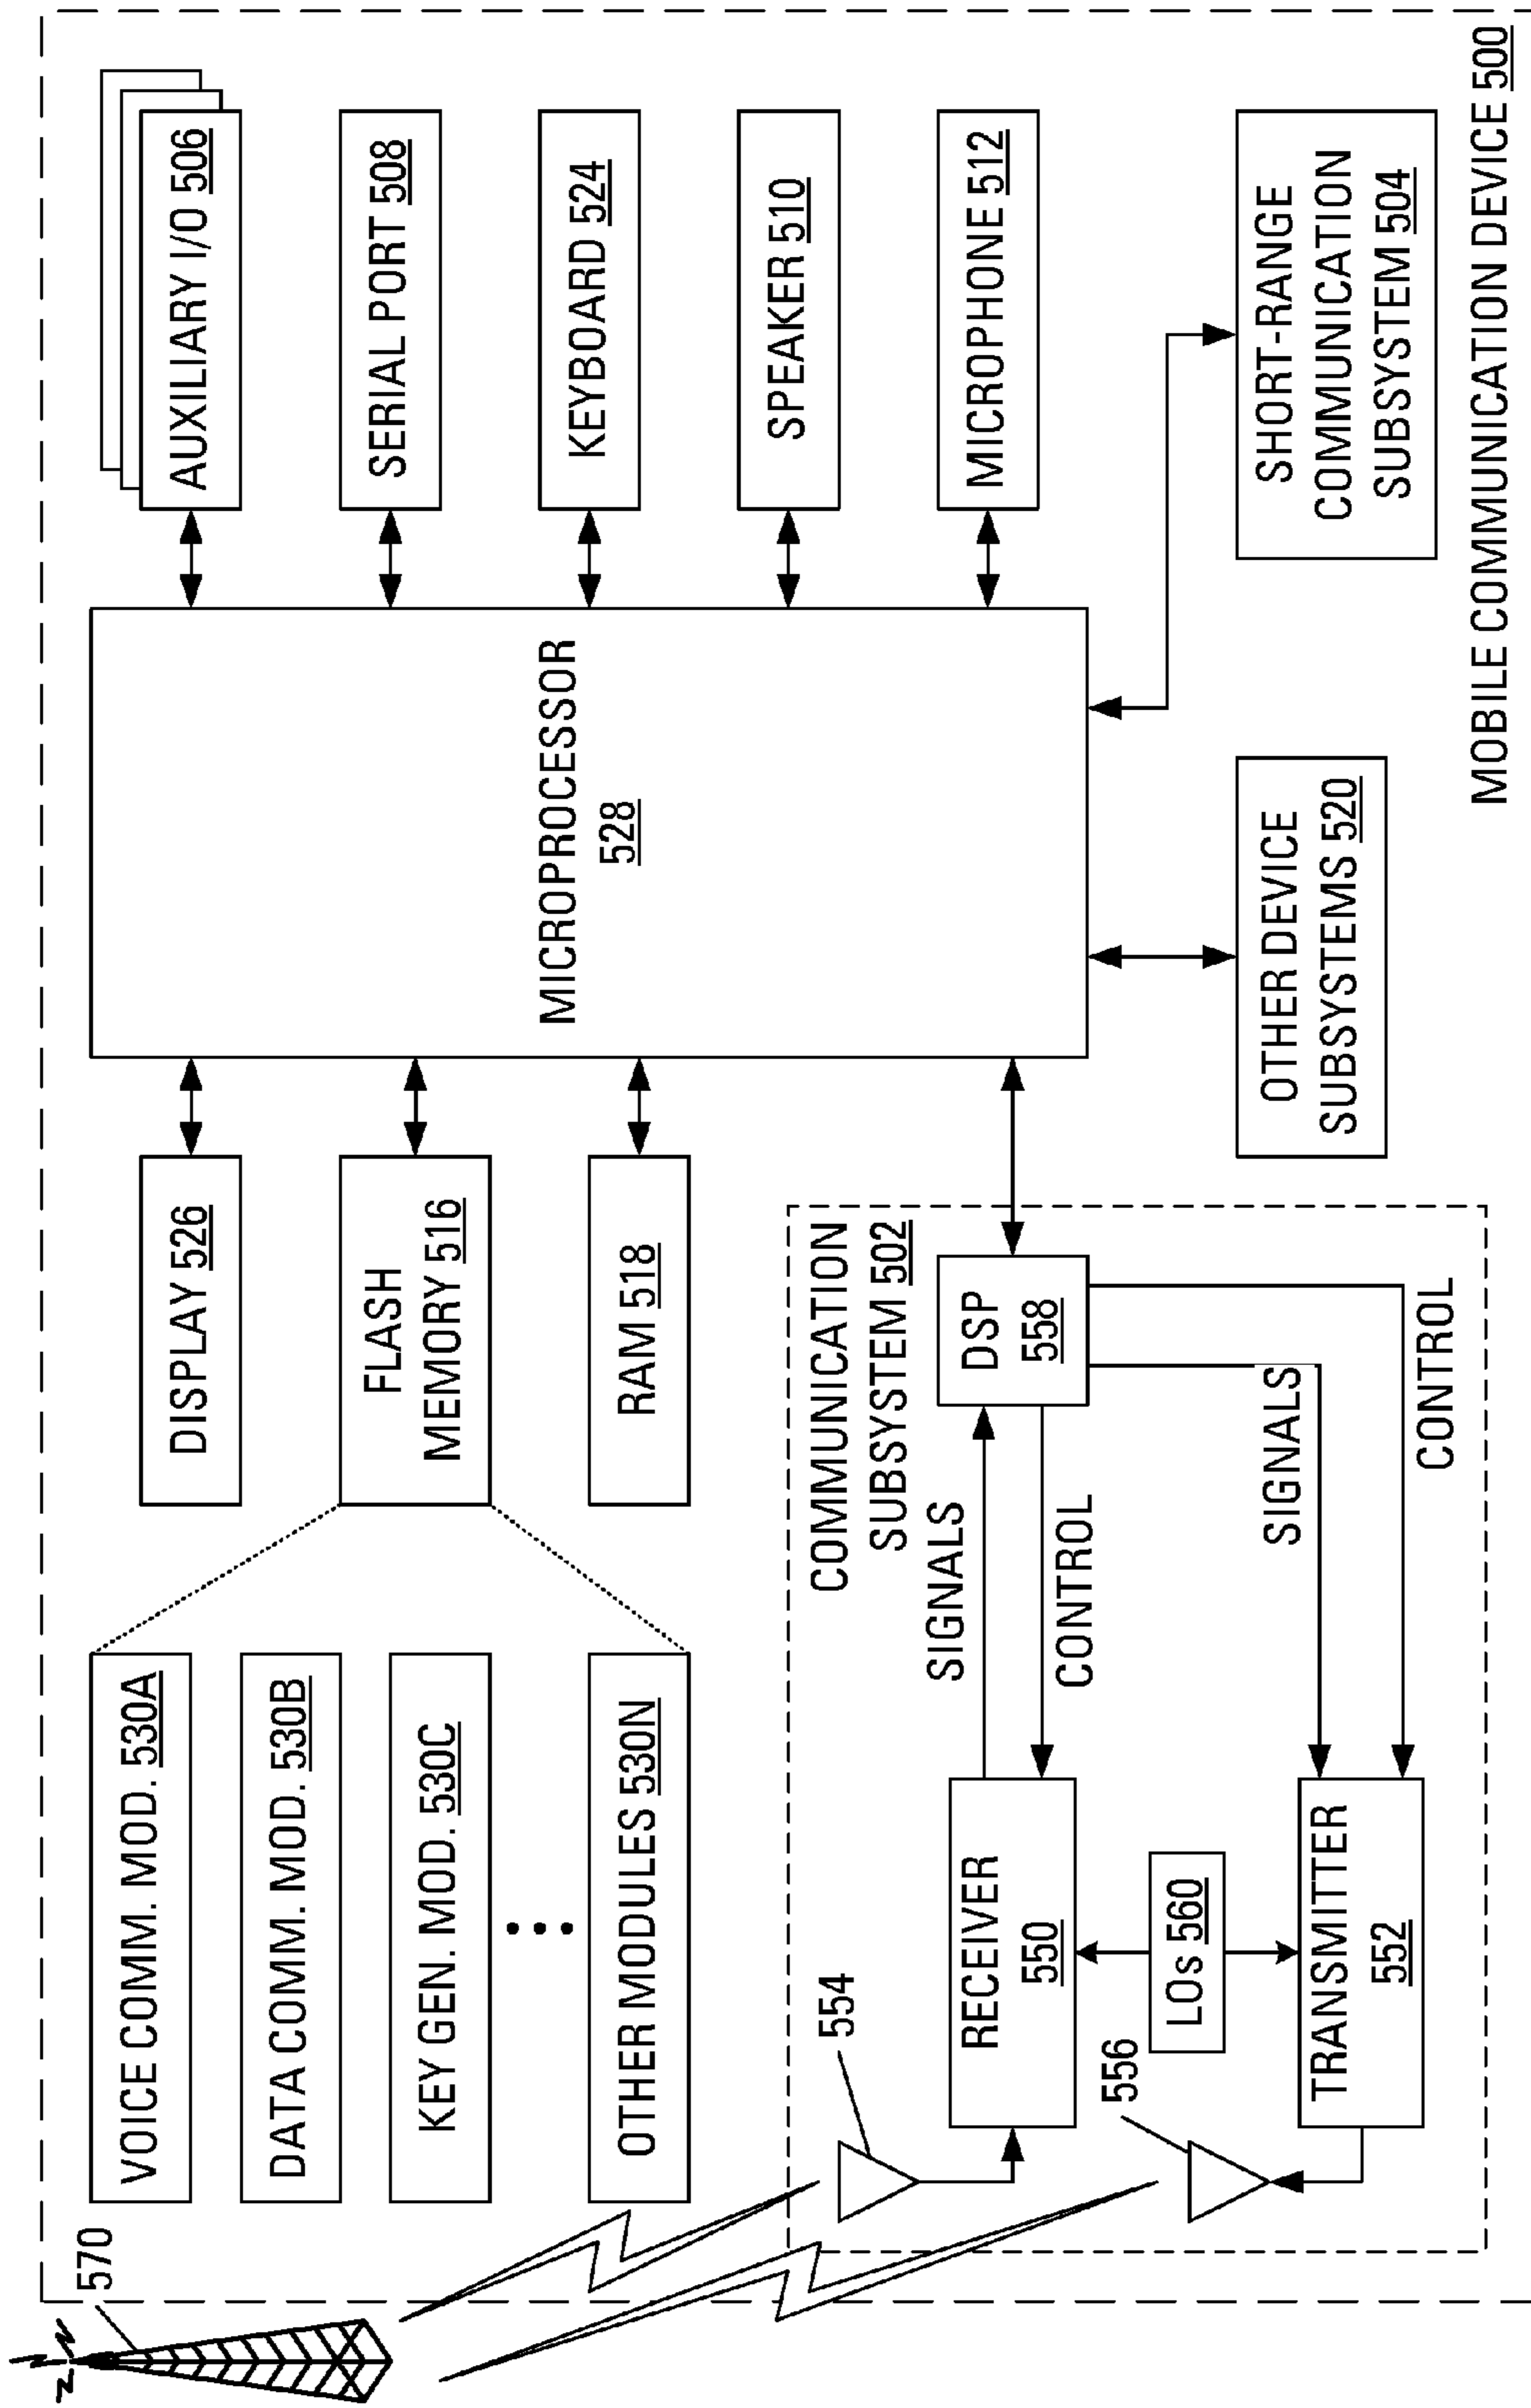 570
VOICE COMM. MOD. 530A
DATA COMM. MOD. 530B
KEY GEN. MOD. 530C
OTHER MODULES 530N
DISPLAY 526
FLASH
MEMORY 516
RAM 518
MICROPROCESSOR
528
AUXILIARY I/O 506
SERIAL PORT 508
KEYBOARD 524
SPEAKER 510
MICROPHONE 512
COMMUNICATION
SUBSYSTEM 502
554
RECEIVER
550
SIGNALS
CONTROL
DSP
558
556
LOs 560
TRANSMITTER
552
SIGNALS
CONTROL
OTHER DEVICE
SUBSYSTEMS 520
SHORT-RANGE
COMMUNICATION
SUBSYSTEM 504
MOBILE COMMUNICATION DEVICE 500